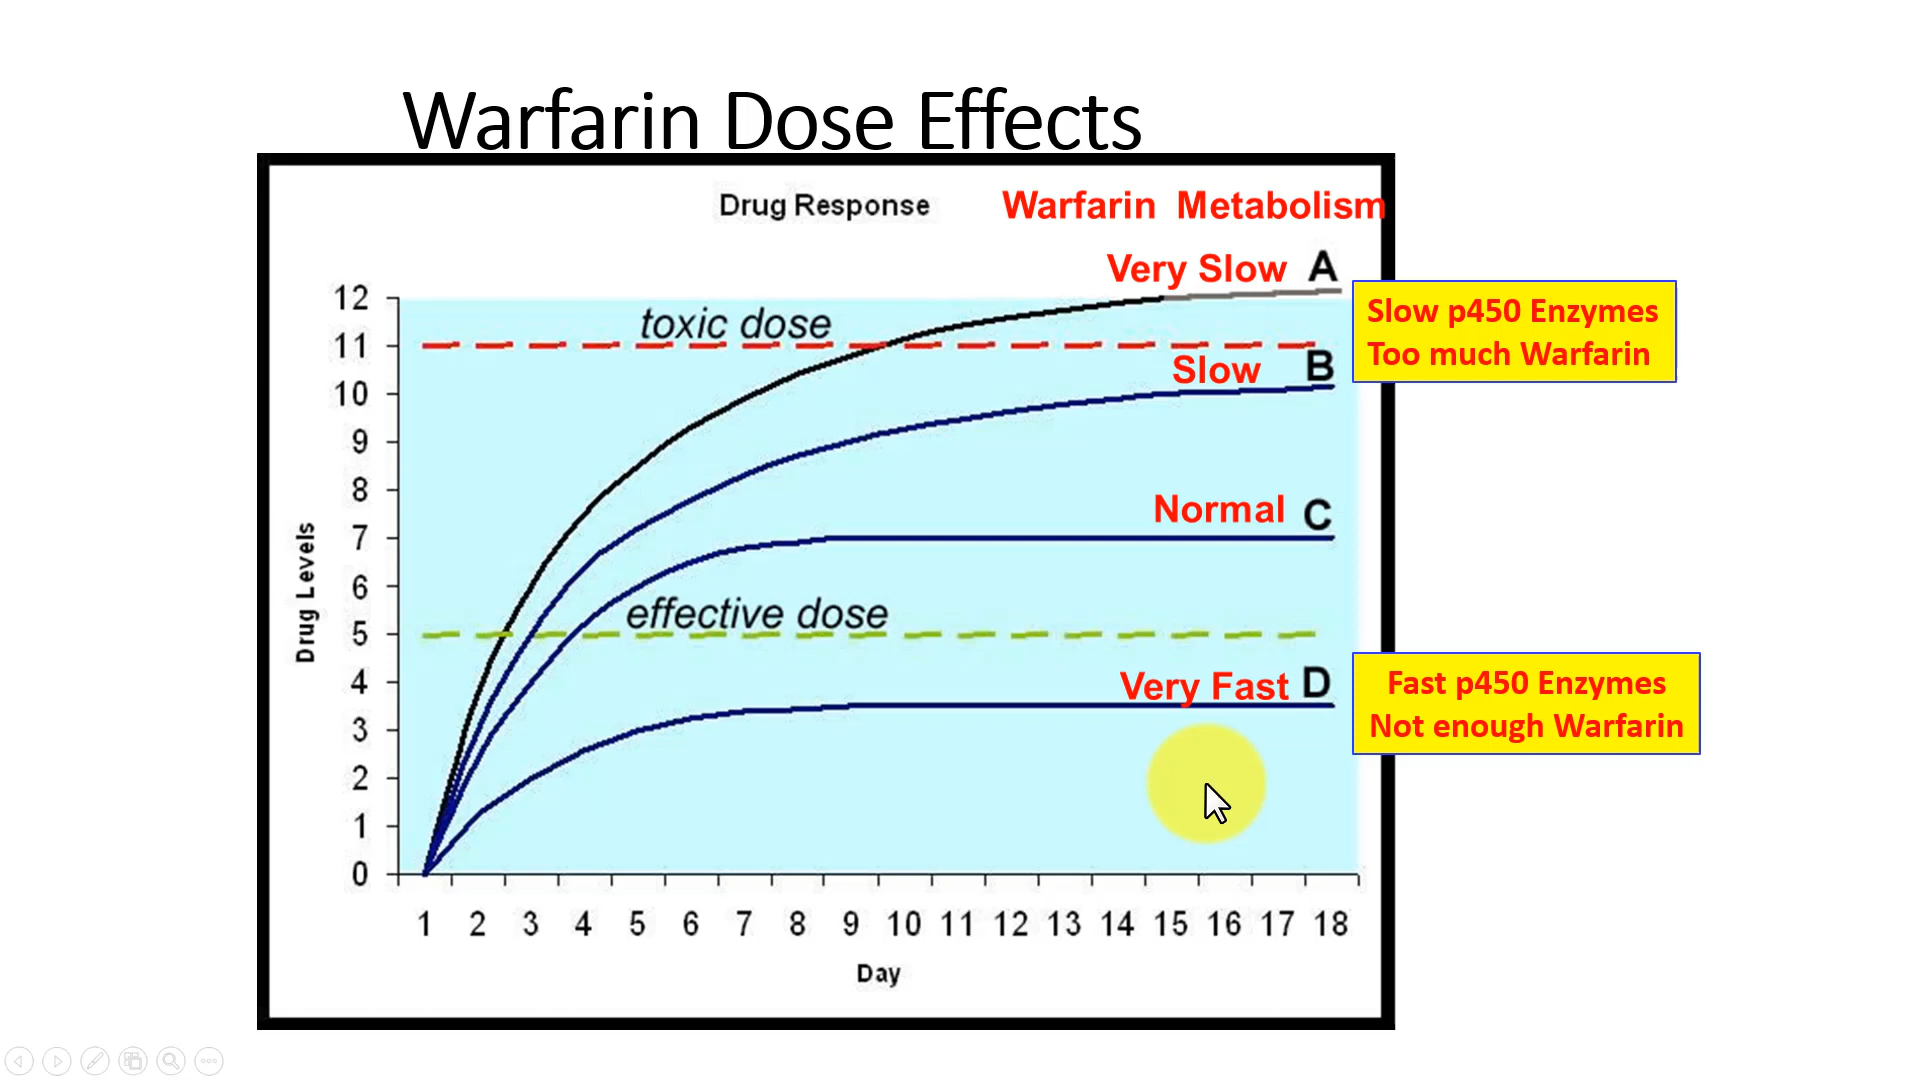 Warfarin Dose Effects
Drug Response
Warfarin Metabolism
Very Slow A
12
toxic dose
11
Slow B
10
9
8
Normal C
7
6
effective dose
5
4
Very Fast D
3
2
1
0
Drug Levels
1 2 3 4 5 6 7 8 9 10 11 12 13 14 15 16 17 18
Day
Slow p450 Enzymes
Too much Warfarin
Fast p450 Enzymes
Not enough Warfarin